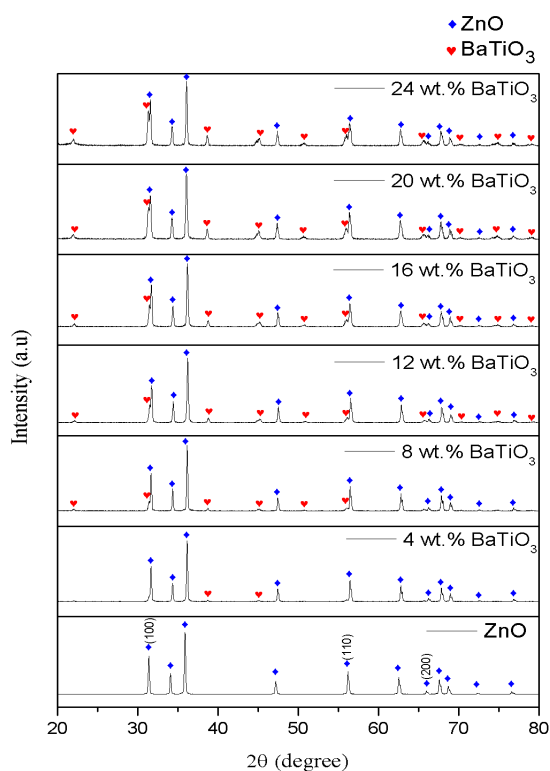 ZnO
BaTiO3
24 wt.% BaTiO3
20 wt.% BaTiO3
16 wt.% BaTiO3
12 wt.% BaTiO3
8 wt.% BaTiO3
4 wt.% BaTiO3
ZnO
(100)
(110)
(200)
Intensity (a.u)
20 30 40 50 60 70 80
2θ (degree)